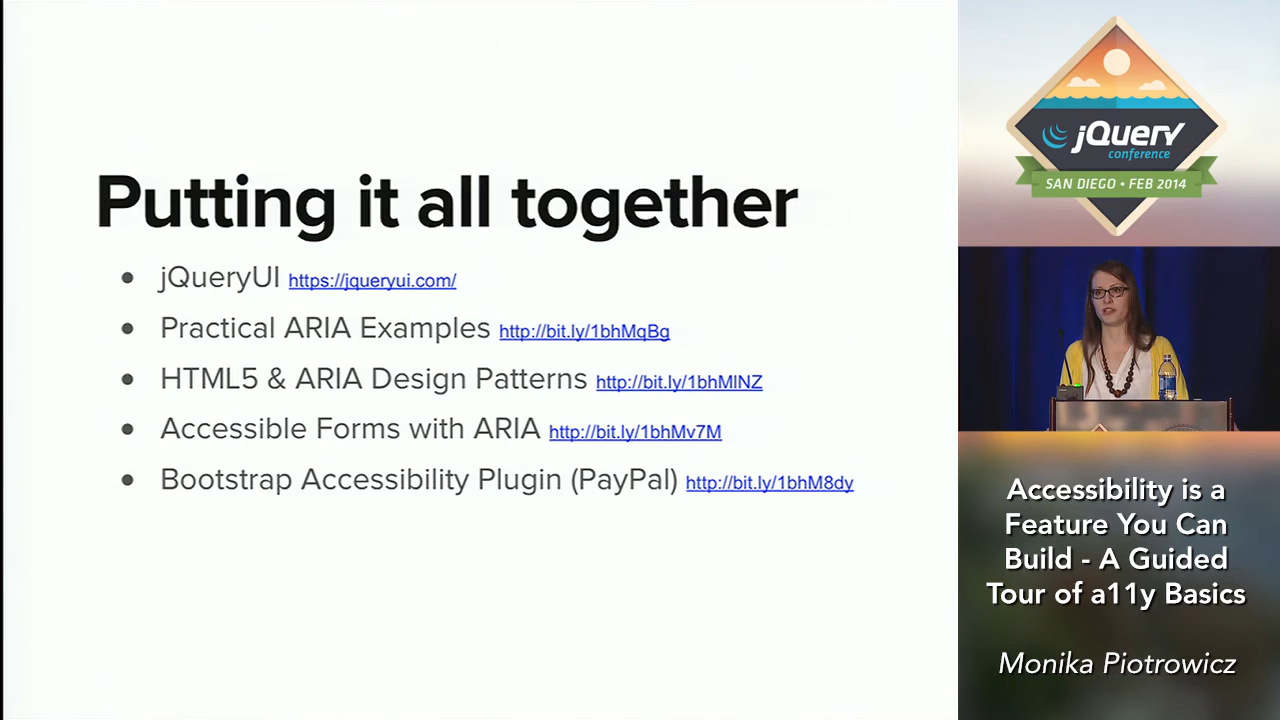 Putting it all together
jQueryUI https://jqueryui.com/
Practical ARIA Examples http://bit.ly/1bhMqBg
HTML5 & ARIA Design Patterns http://bit.ly/1bhMlNZ
Accessible Forms with ARIA http://bit.ly/1bhMv7M
Bootstrap Accessibility Plugin (PayPal) http://bit.ly/1bhM8dy
jQuery
conference
SAN DIEGO • FEB 2014
Accessibility is a
Feature You Can
Build - A Guided
Tour of a11y Basics
Monika Piotrowicz